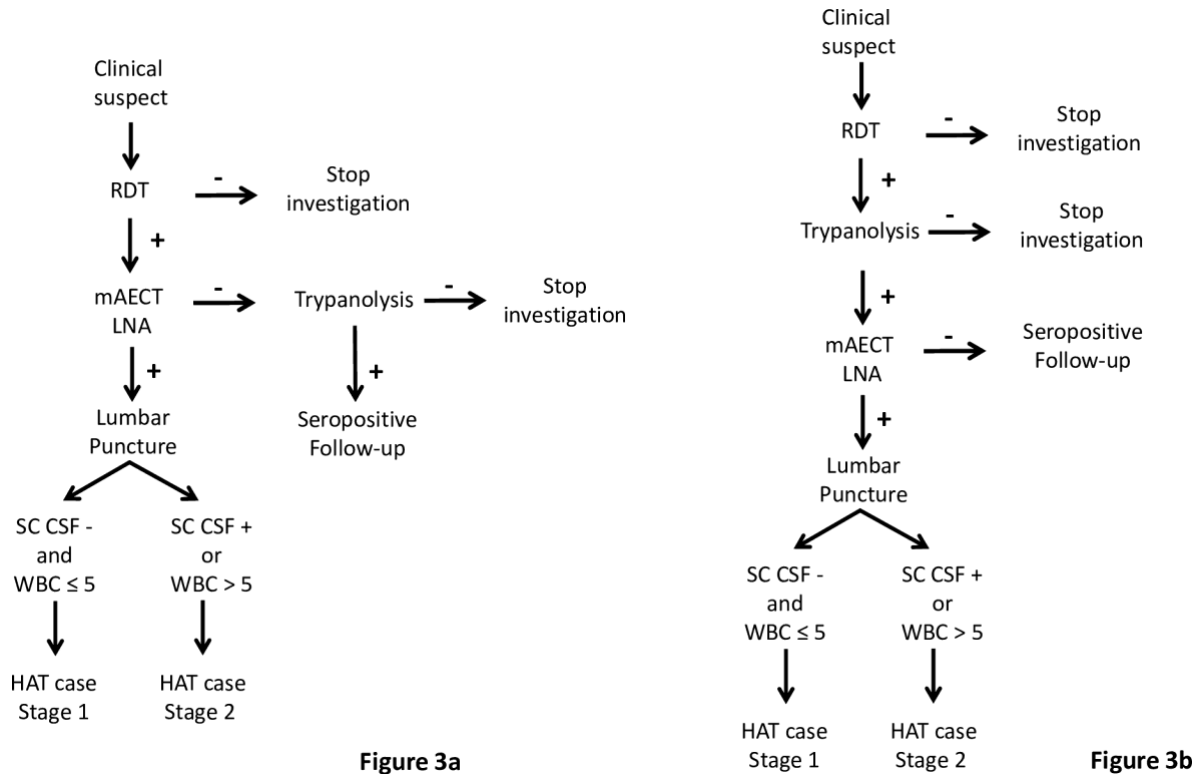 Clinical
suspect
RDT
-
Stop
investigation
+
mAECT
LNA
-
Trypanolysis
-
Stop
investigation
+
+
Lumbar
Puncture
Seropositive
Follow-up
SC CSF -
and
WBC ≤ 5
SC CSF +
or
WBC > 5
HAT case
Stage 1
HAT case
Stage 2
Figure 3a
Clinical
suspect
RDT
-
Stop
investigation
+
Trypanolysis
-
Stop
investigation
+
mAECT
LNA
-
Seropositive
Follow-up
+
Lumbar
Puncture
SC CSF -
and
WBC ≤ 5
SC CSF +
or
WBC > 5
HAT case
Stage 1
HAT case
Stage 2
Figure 3b